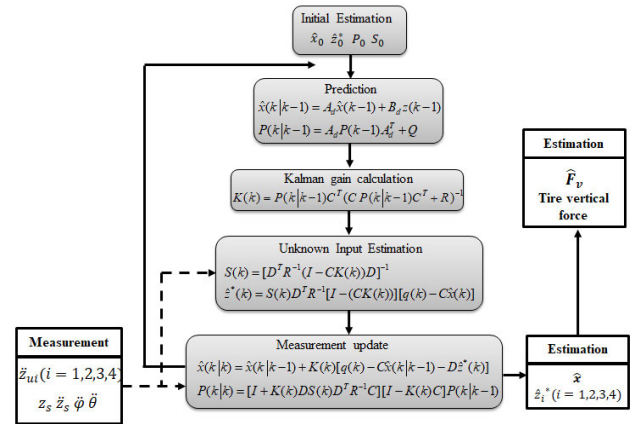 Initial Estimation
x̂₀ ẑ₀* P₀ S₀
Prediction
x̂(k|k−1) = A_d x̂(k−1) + B_d z(k−1)
P(k|k−1) = A_d P(k−1)A_d^T + Q
Kalman gain calculation
K(k) = P(k|k−1)C^T(C P(k|k−1)C^T + R)^−1
Unknown Input Estimation
S(k) = [D^T R^−1(I − CK(k))D]^−1
ẑ*(k) = S(k)D^T R^−1[I − (CK(k))][q(k) − Cx̂(k)]
Measurement update
x̂(k|k) = x̂(k|k−1) + K(k)[q(k) − Cx̂(k|k−1) − Dẑ*(k)]
P(k|k) = [I + K(k)DS(k)D^T R^−1C][I − K(k)C]P(k|k−1)
Measurement
z̈_ui(i = 1,2,3,4)
z_s z̈_s φ̈ θ̈
Estimation
x̂
ẑ_i*(i = 1,2,3,4)
Estimation
F̂_v
Tire vertical
force